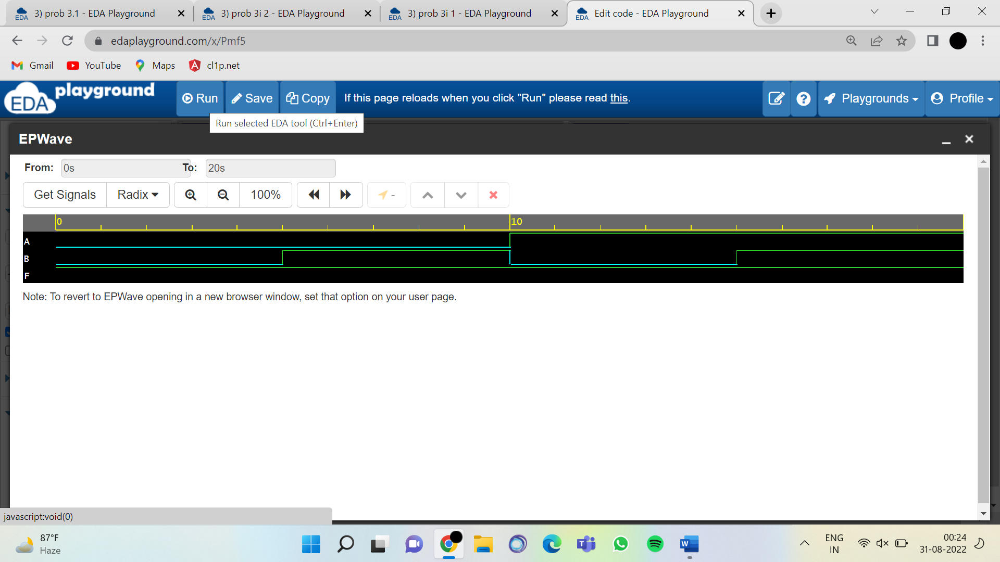 3) prob 3.1 - EDA Playground
3) prob 3i 2 - EDA Playground
3) prob 3i 1 - EDA Playground
Edit code - EDA Playground
edaplayground.com/x/Pmf5
Gmail YouTube Maps cl1p.net
EDA playground
Run Save Copy If this page reloads when you click "Run" please read this. Playgrounds Profile
Run selected EDA tool (Ctrl+Enter)
EPWave
From: 0s To: 20s
Get Signals Radix 100% -
0 10
A
B
F
Note: To revert to EPWave opening in a new browser window, set that option on your user page.
javascript:void(0)
87°F
Haze
ENG
IN
00:24
31-08-2022